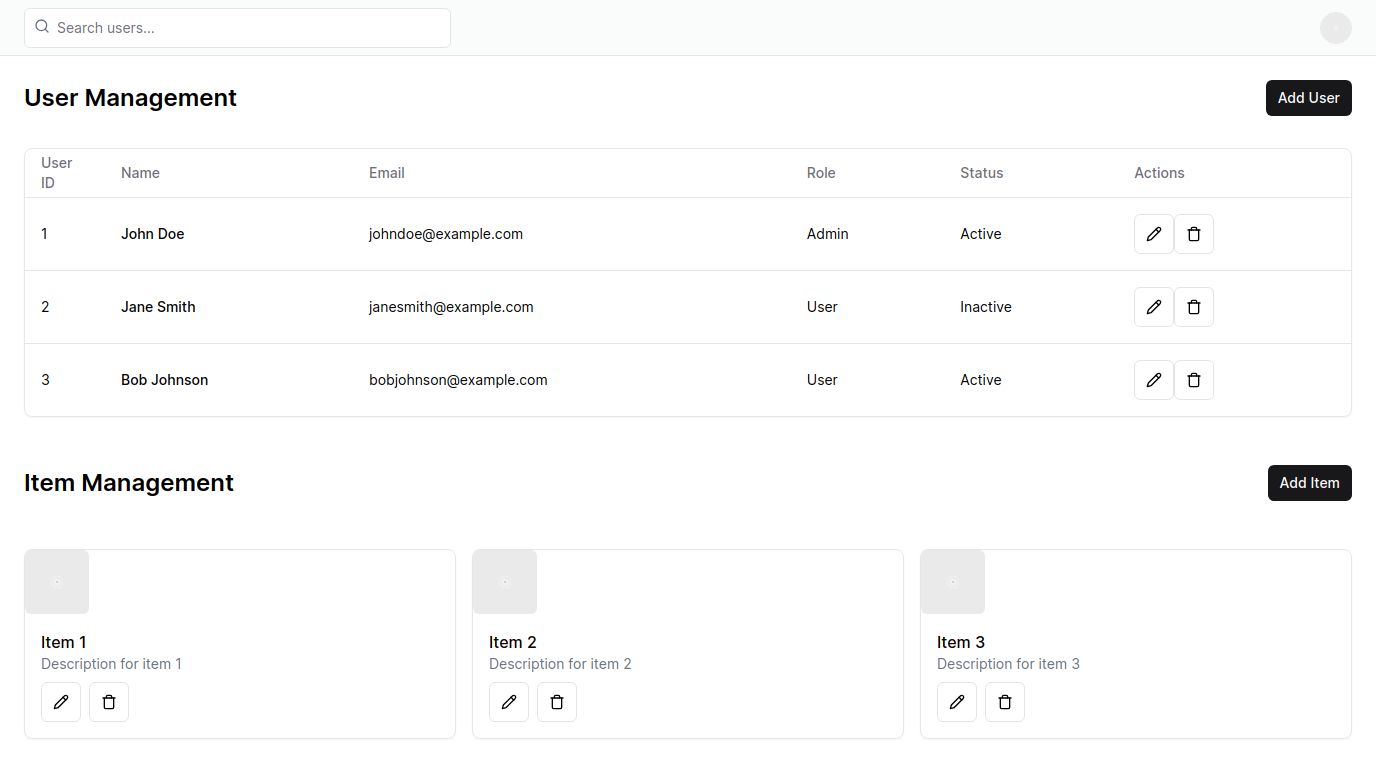 Search users...
User Management
Add User
User ID Name Email Role Status Actions
1 John Doe johndoe@example.com Admin Active
2 Jane Smith janesmith@example.com User Inactive
3 Bob Johnson bobjohnson@example.com User Active
Item Management
Add Item
Item 1
Description for item 1
Item 2
Description for item 2
Item 3
Description for item 3